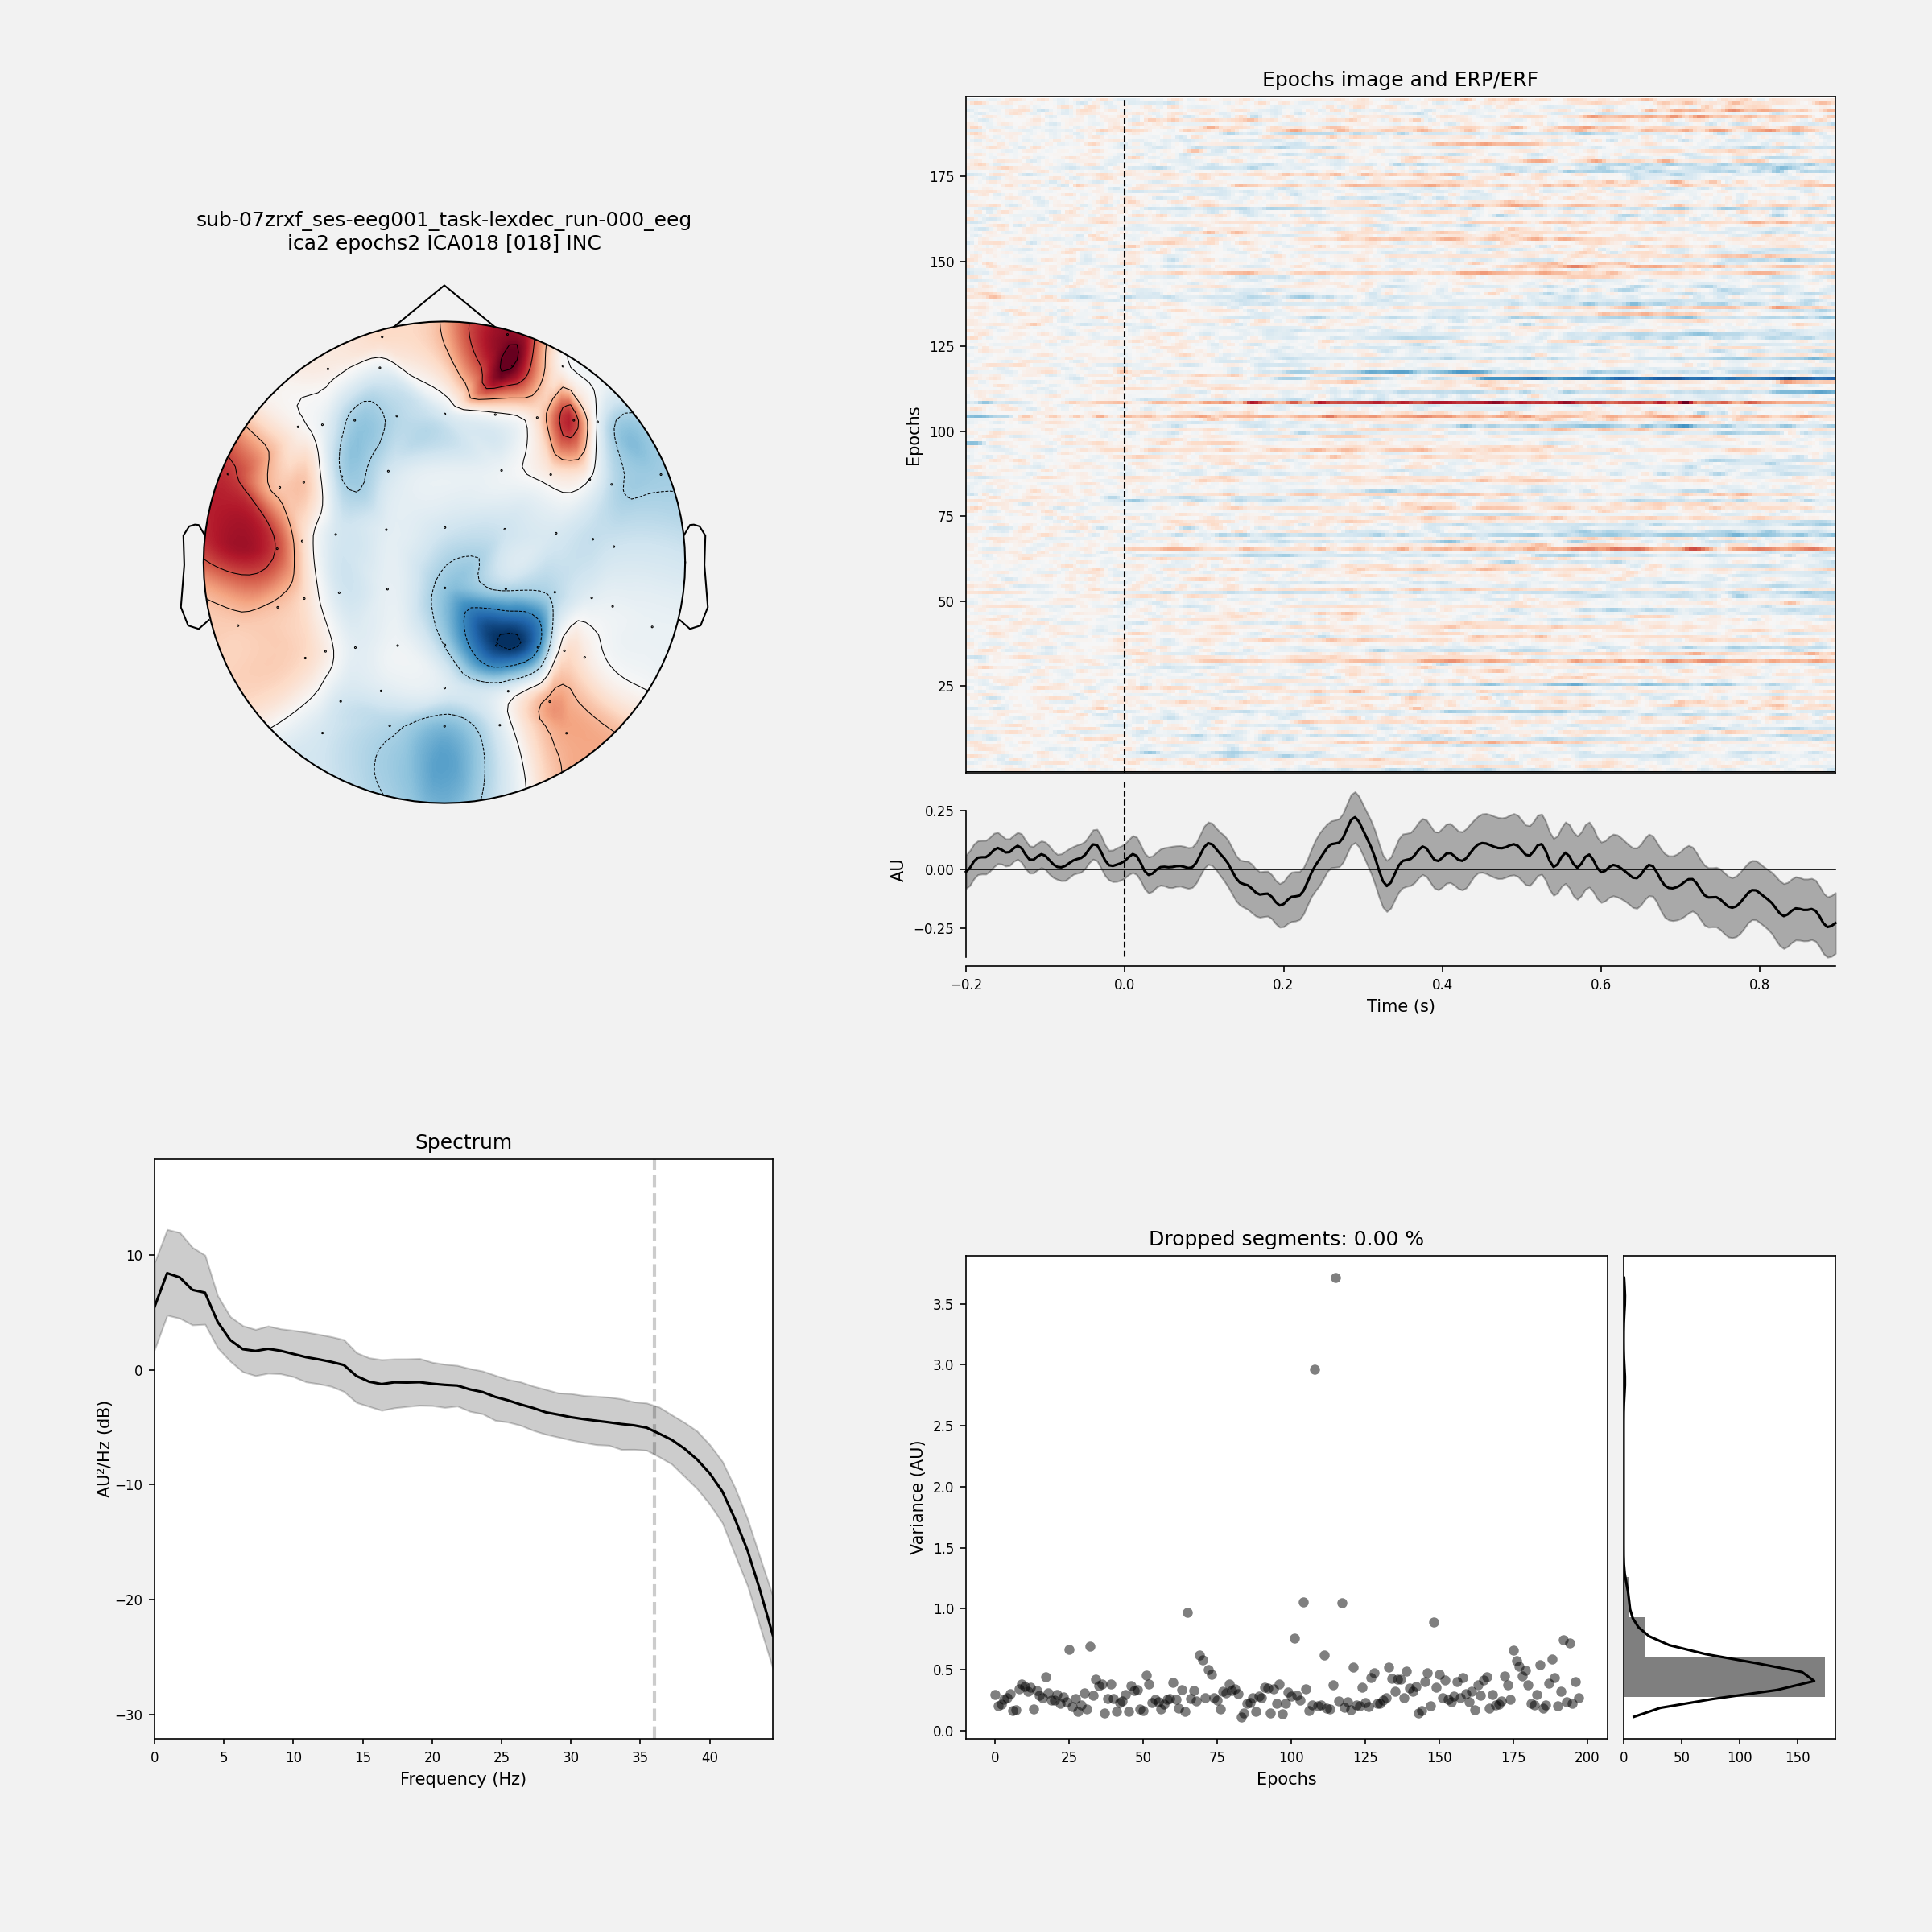 sub-07zrxf_ses-eeg001_task-lexdec_run-000_eeg
ica2 epochs2 ICA018 [018] INC
Epochs image and ERP/ERF
Epochs
175
150
125
100
75
50
25
AU
0.25
0.00
−0.25
−0.2 0.0 0.2 0.4 0.6 0.8
Time (s)
Spectrum
AU²/Hz (dB)
10
0
−10
−20
−30
0 5 10 15 20 25 30 35 40
Frequency (Hz)
Dropped segments: 0.00 %
Variance (AU)
3.5
3.0
2.5
2.0
1.5
1.0
0.5
0.0
0 25 50 75 100 125 150 175 200
Epochs
0 50 100 150